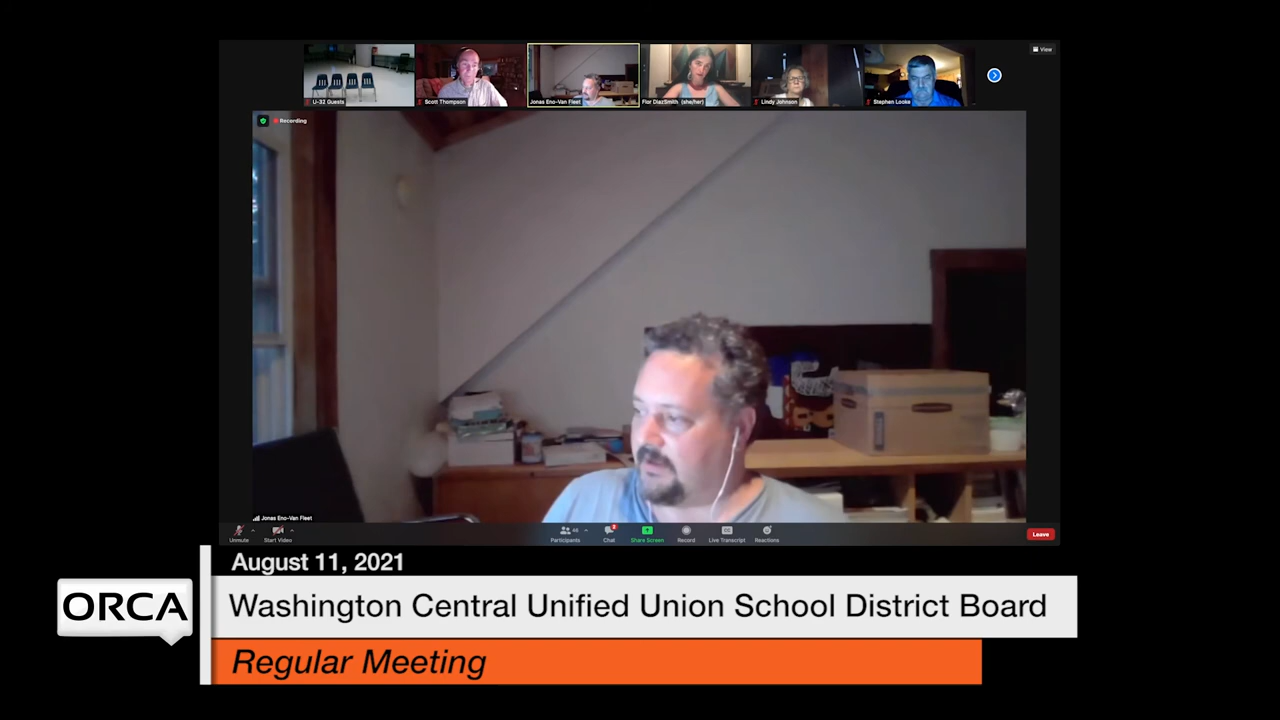 View
U-32 Guests
Scott Thompson
Jonas Eno-Van Fleet
Flor DiazSmith (she/her)
Lindy Johnson
Stephen Looke
Recording
Jonas Eno-Van Fleet
Unmute
Start Video
Participants
46
Chat
Share Screen
Record
CC
Live Transcript
Reactions
Leave
August 11, 2021
ORCA
Washington Central Unified Union School District Board
Regular Meeting